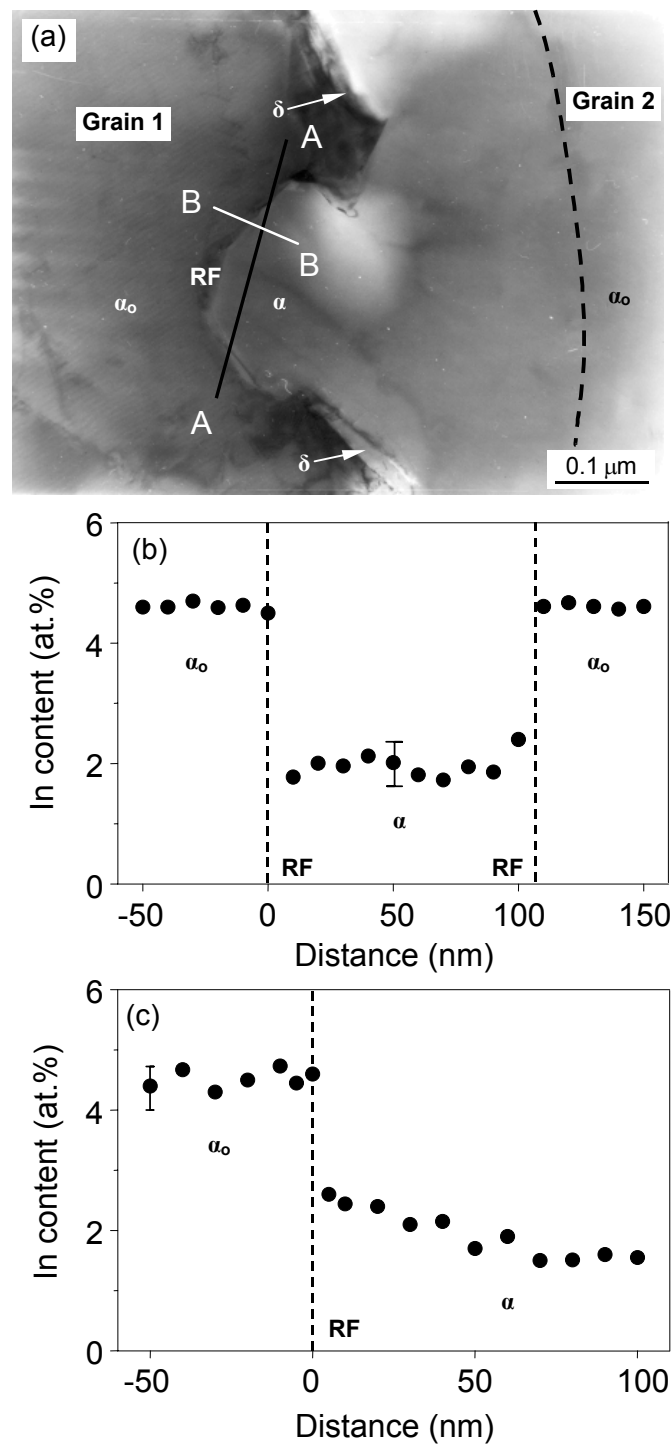 (a)
Grain 1
Grain 2
δ
A
B
B
RF
αo
α
αo
A
δ
0.1 μm
(b)
In content (at.%)
6
4
2
0
αo
α
αo
RF
RF
-50
0
50
100
150
Distance (nm)
(c)
In content (at.%)
6
4
2
0
αo
α
RF
-50
0
50
100
Distance (nm)